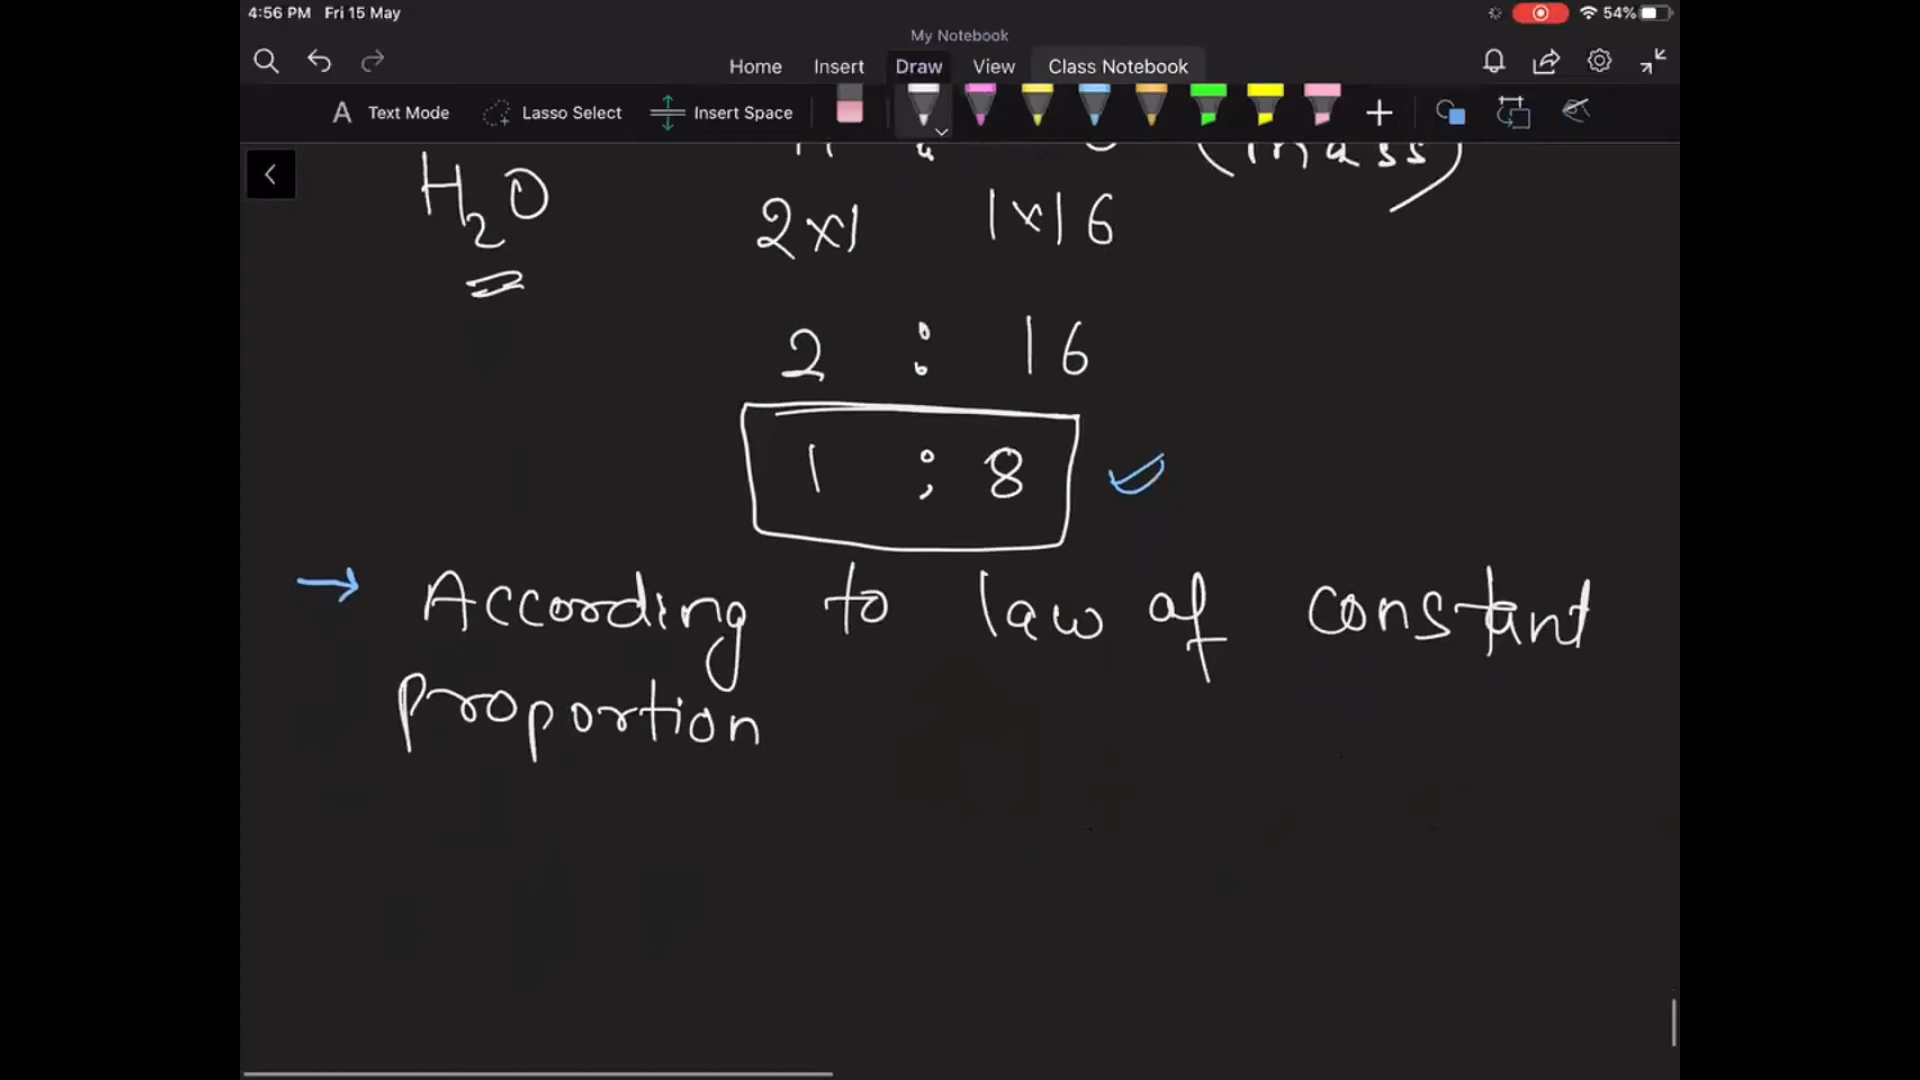 4:56 PM Fri 15 May
54%
My Notebook
Home Insert Draw View Class Notebook
A Text Mode Lasso Select Insert Space
(mass)
H2O 2x1 1x16
2 : 16
1 : 8
→ According to law of constant
proportion